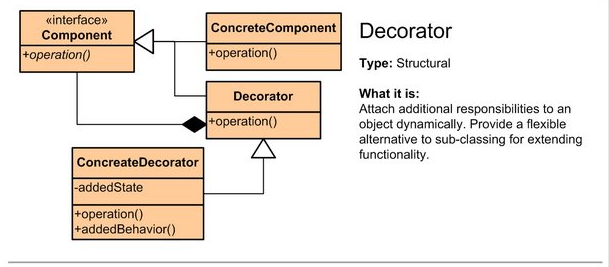 «interface»
Component
+operation()
ConcreteComponent
+operation()
Decorator
+operation()
ConcreateDecorator
-addedState
+operation()
+addedBehavior()
Decorator
Type: Structural
What it is:
Attach additional responsibilities to an
object dynamically. Provide a flexible
alternative to sub-classing for extending
functionality.